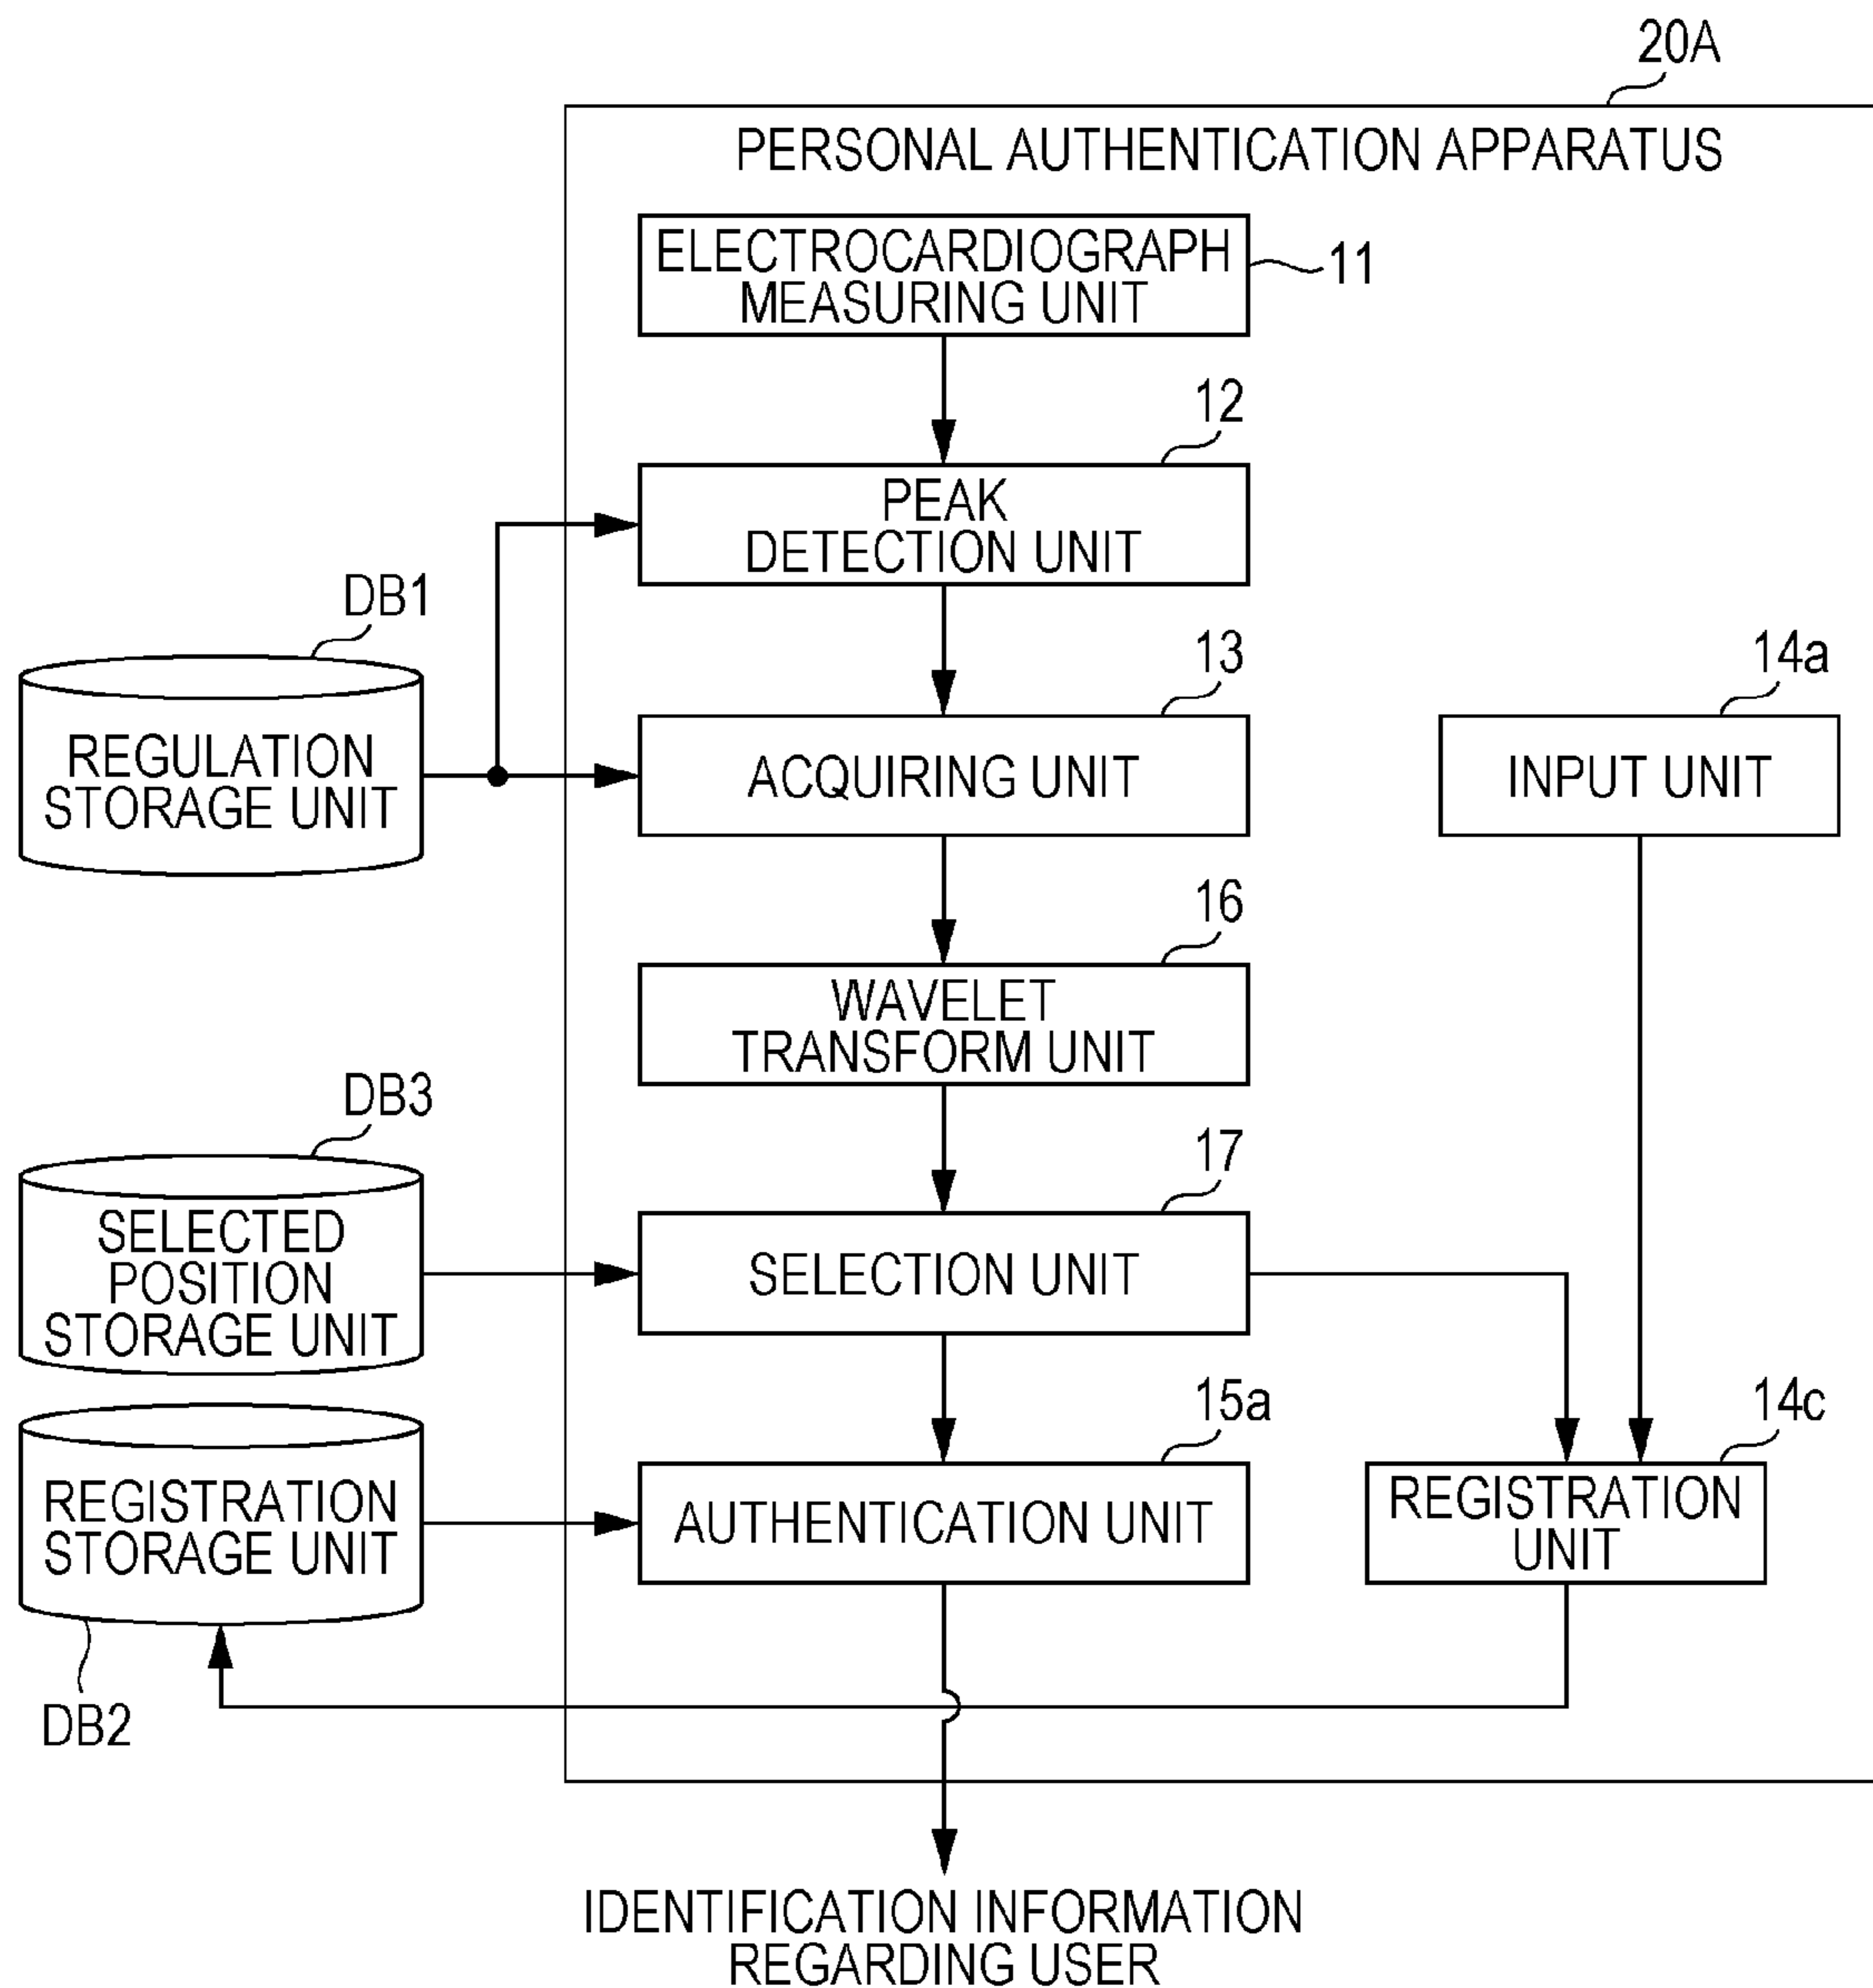 20A
PERSONAL AUTHENTICATION APPARATUS
ELECTROCARDIOGRAPH
MEASURING UNIT
11
12
PEAK
DETECTION UNIT
DB1
REGULATION
STORAGE UNIT
13
ACQUIRING UNIT
14a
INPUT UNIT
16
WAVELET
TRANSFORM UNIT
DB3
SELECTED
POSITION
STORAGE UNIT
17
SELECTION UNIT
REGISTRATION
STORAGE UNIT
DB2
15a
AUTHENTICATION UNIT
14c
REGISTRATION
UNIT
IDENTIFICATION INFORMATION
REGARDING USER